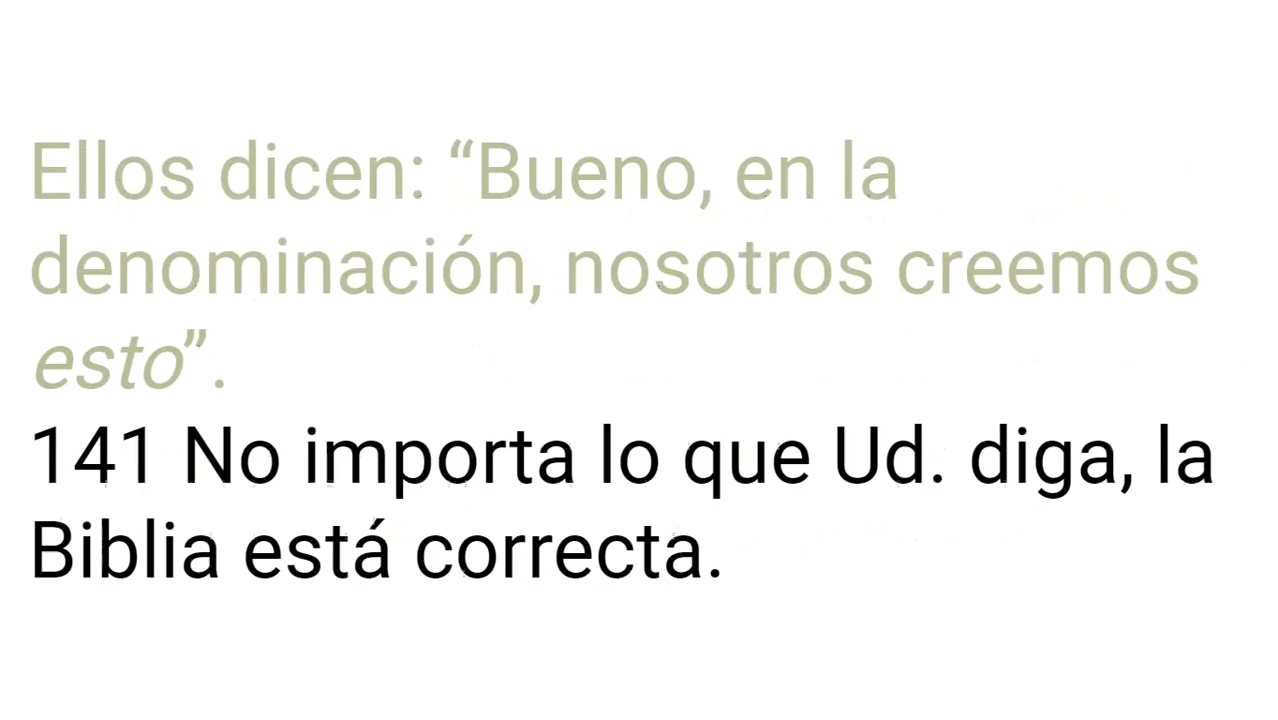 Ellos dicen: “Bueno, en la
denominación, nosotros creemos
esto”.
141 No importa lo que Ud. diga, la
Biblia está correcta.